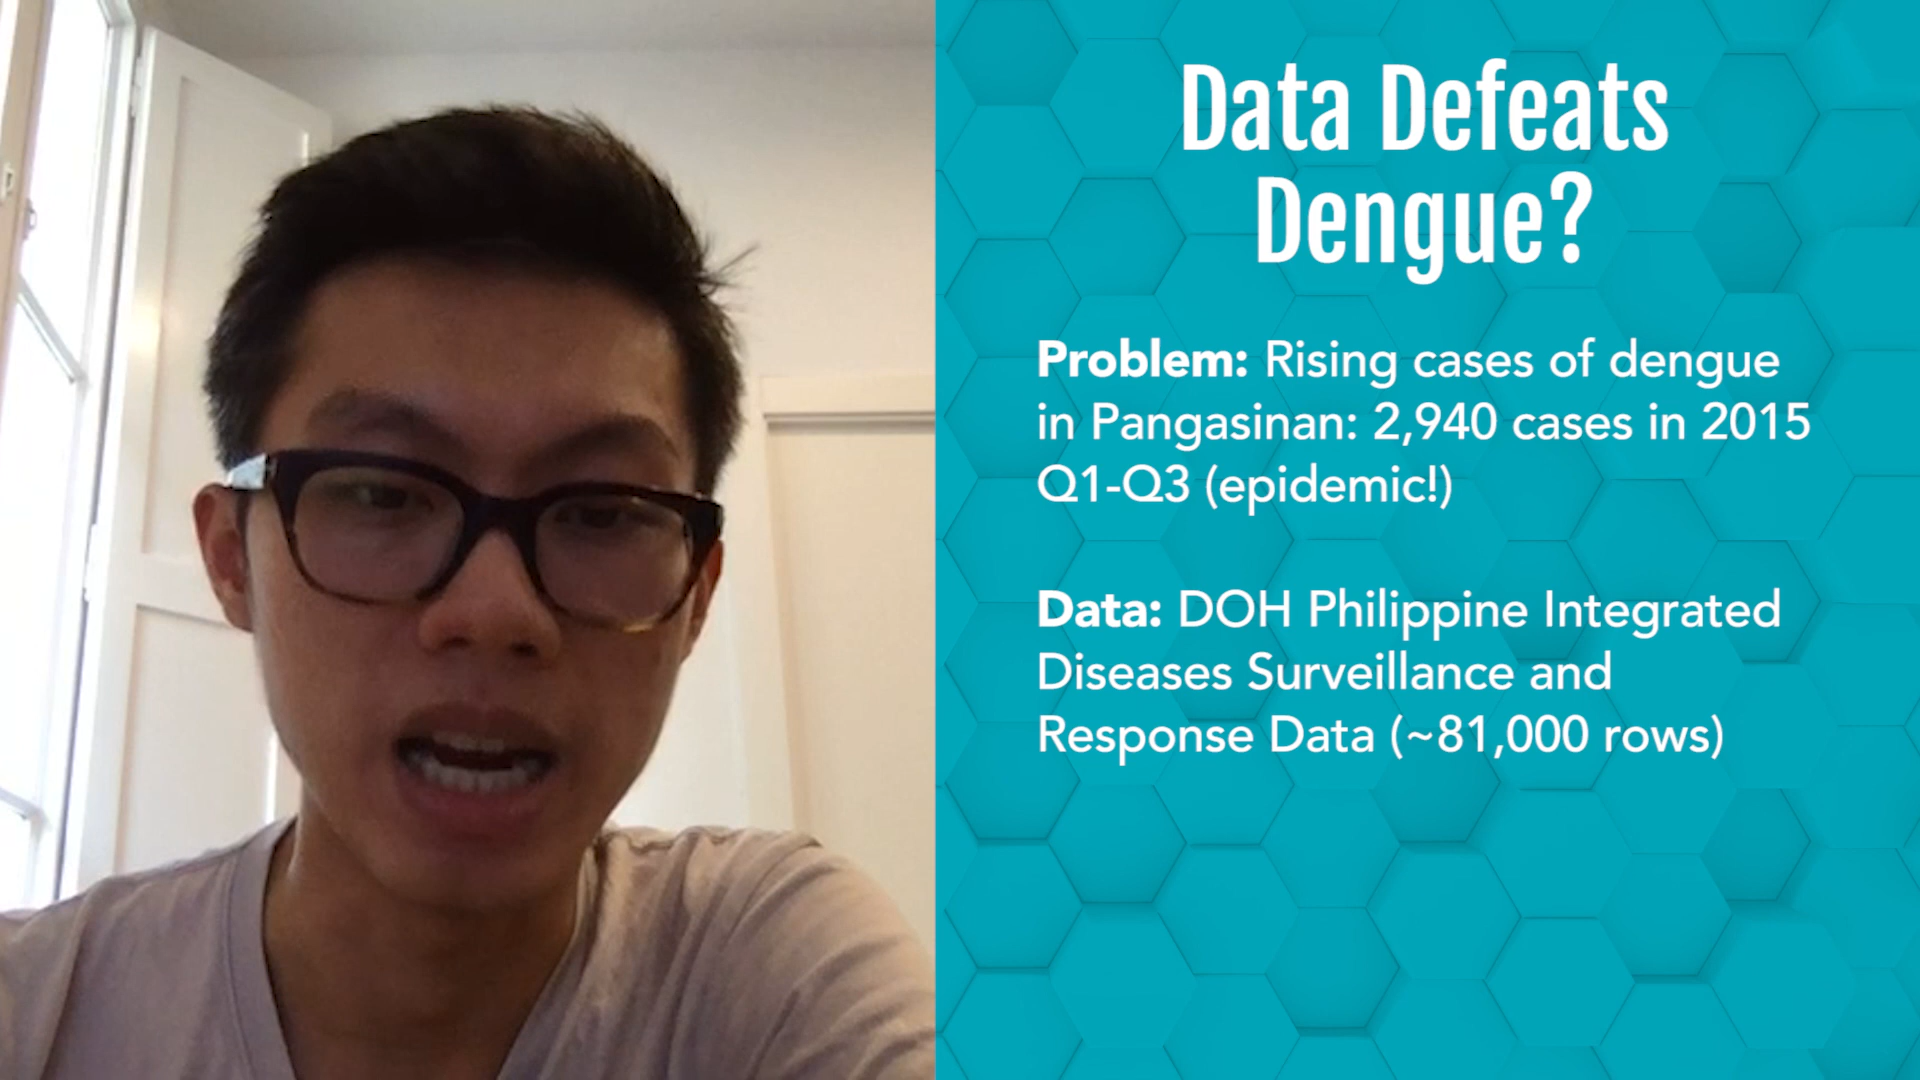 Data Defeats
Dengue?
Problem: Rising cases of dengue
in Pangasinan: 2,940 cases in 2015
Q1-Q3 (epidemic!)
Data: DOH Philippine Integrated
Diseases Surveillance and
Response Data (~81,000 rows)